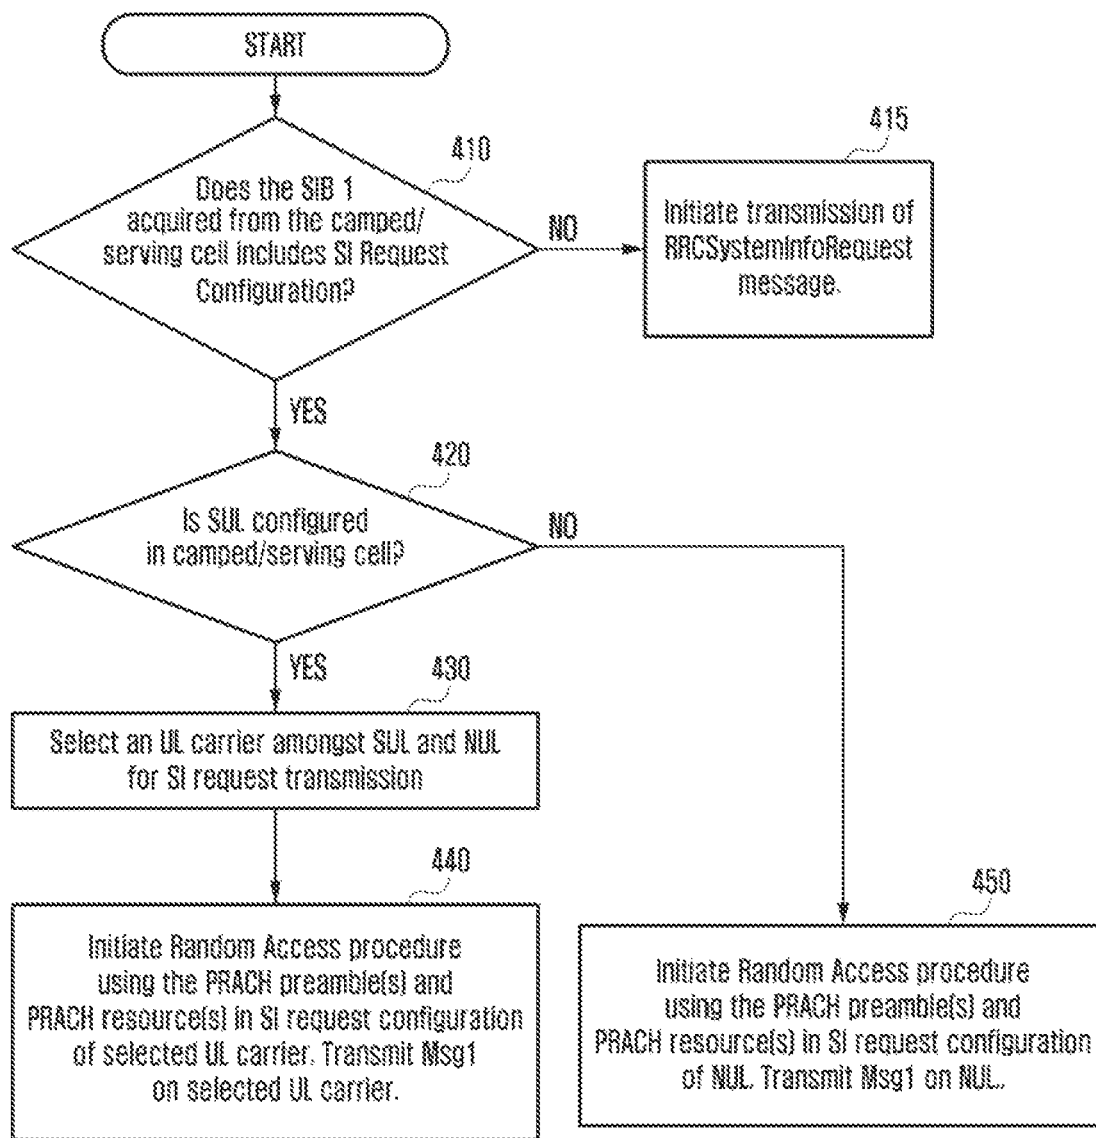 START
410
Does the SIB 1
acquired from the camped/
serving cell includes SI Request
Configuration?
NO
415
Initiate transmission of
RRCSystemInfoRequest
message.
YES
420
Is SUL configured
in camped/serving cell?
NO
YES
430
Select an UL carrier amongst SUL and NUL
for SI request transmission
440
Initiate Random Access procedure
using the PRACH preamble(s) and
PRACH resource(s) in SI request configuration
of selected UL carrier. Transmit Msg1
on selected UL carrier.
450
Initiate Random Access procedure
using the PRACH preamble(s) and
PRACH resource(s) in SI request configuration
of NUL. Transmit Msg1 on NUL..